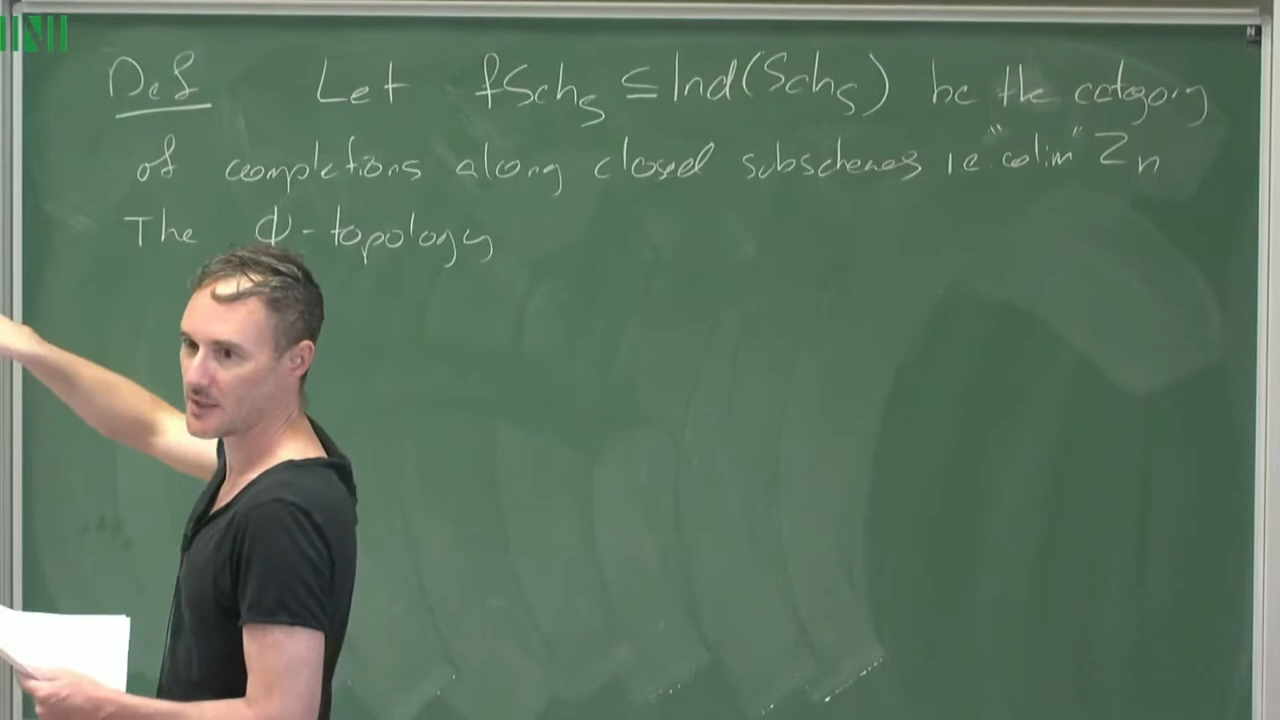 Def Let fSch_S ⊆ Ind(Sch_S) be the category
of completions along closed subschemes i.e. "colim" Z_n
The Φ-topology